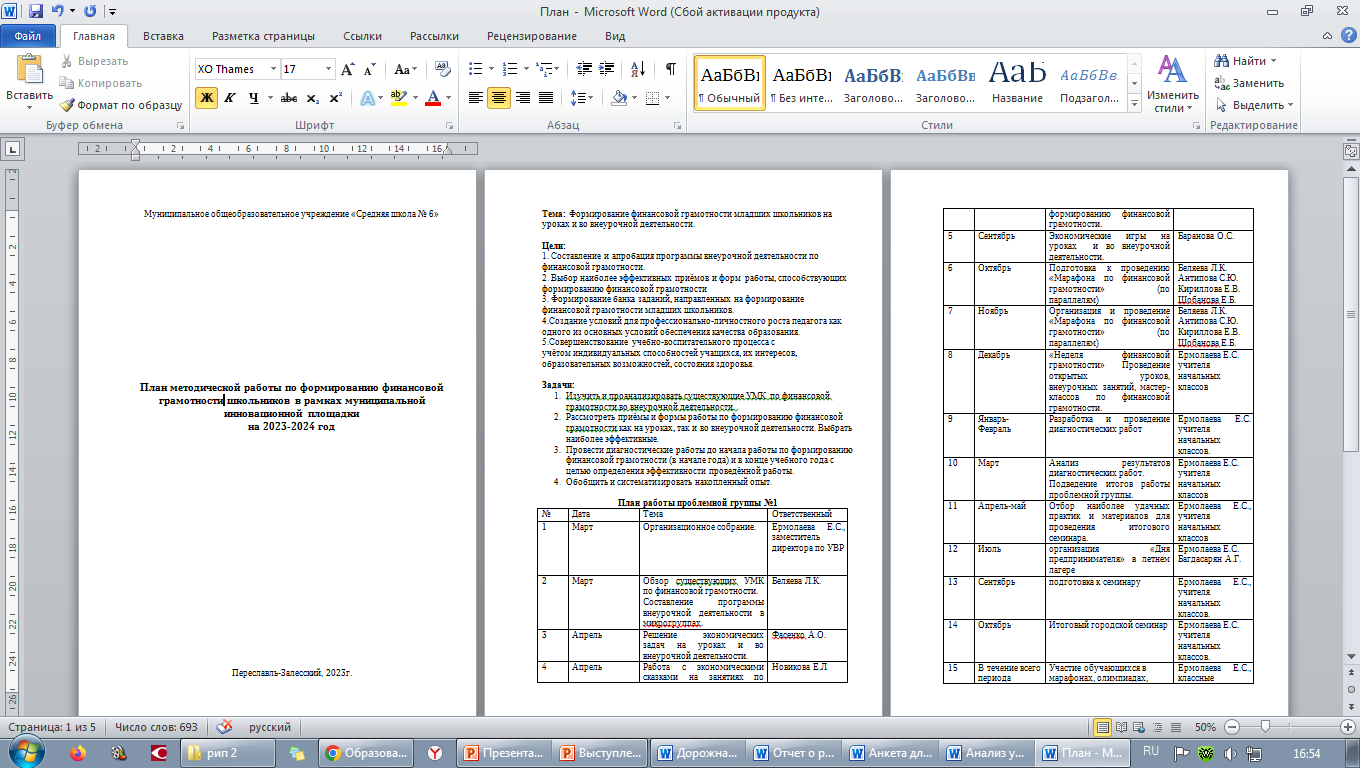 План - Microsoft Word (Сбой активации продукта)
Файл Главная Вставка Разметка страницы Ссылки Рассылки Рецензирование Вид
Вставить
Вырезать
Копировать
Формат по образцу
Буфер обмена
XO Thames 17
Ж К Ч abc x₂ x²
Шрифт
Абзац
АаБбВı АаБбВı АаБбВ АаБбВв АаБ АаБбВв
¶ Обычный ¶ Без инте... Заголово... Заголово... Название Подзагол...
Стили
Изменить стили
Найти
Заменить
Выделить
Редактирование
Муниципальное общеобразовательное учреждение «Средняя школа № 6»
План методической работы по формированию финансовой
грамотности школьников в рамках муниципальной
инновационной площадки
на 2023-2024 год
Переславль-Залесский, 2023г.
Тема: Формирование финансовой грамотности младших школьников на
уроках и во внеурочной деятельности.
Цели:
1. Составление и апробация программы внеурочной деятельности по
финансовой грамотности.
2. Выбор наиболее эффективных приёмов и форм работы, способствующих
формированию финансовой грамотности
3. Формирование банка заданий, направленных на формирование
финансовой грамотности младших школьников.
4.Создание условий для профессионально-личностного роста педагога как
одного из основных условий обеспечения качества образования.
5.Совершенствование учебно-воспитательного процесса с
учётом индивидуальных способностей учащихся, их интересов,
образовательных возможностей, состояния здоровья.
Задачи:
1. Изучить и проанализировать существующие УМК по финансовой
грамотности во внеурочной деятельности.
2. Рассмотреть приёмы и формы работы по формированию финансовой
грамотности как на уроках, так и во внеурочной деятельности. Выбрать
наиболее эффективные.
3. Провести диагностические работы до начала работы по формированию
финансовой грамотности (в начале года) и в конце учебного года с
целью определения эффективности проведённой работы.
4. Обобщить и систематизировать накопленный опыт.
План работы проблемной группы №1
№ Дата Тема Ответственный
1 Март Организационное собрание. Ермолаева Е.С.,
заместитель
директора по УВР
2 Март Обзор существующих УМК Беляева Л.К.
по финансовой грамотности.
Составление программы
внеурочной деятельности в
микрогруппах.
3 Апрель Решение экономических Фасенко А.О.
задач на уроках и во
внеурочной деятельности.
4 Апрель Работа с экономическими Новикова Е.Л
сказками на занятиях по
формированию финансовой
грамотности.
5 Сентябрь Экономические игры на Баранова О.С.
уроках и во внеурочной
деятельности.
6 Октябрь Подготовка к проведению Беляева Л.К.
«Марафона по финансовой Антипова С.Ю.
грамотности» (по Кириллова Е.В.
параллелям) Шобанова Е.Б.
7 Ноябрь Организация и проведение Беляева Л.К.
«Марафона по финансовой Антипова С.Ю.
грамотности» (по Кириллова Е.В.
параллелям) Шобанова Е.Б.
8 Декабрь «Неделя финансовой Ермолаева Е.С.
грамотности» Проведение учителя
открытых уроков, начальных
внеурочных занятий, мастер- классов
классов по финансовой
грамотности.
9 Январь- Разработка и проведение Ермолаева Е.С.
Февраль диагностических работ учителя
начальных
классов.
10 Март Анализ результатов Ермолаева Е.С.
диагностических работ. учителя
Подведение итогов работы начальных
проблемной группы. классов
11 Апрель-май Отбор наиболее удачных Ермолаева Е.С.,
практик и материалов для учителя
проведения итогового начальных
семинара. классов
12 Июль организация «Дня Ермолаева Е.С.
предпринимателя» в летнем Багдасарян А.Г.
лагере
13 Сентябрь подготовка к семинару Ермолаева Е.С.,
учителя
начальных
классов.
14 Октябрь Итоговый городской семинар Ермолаева Е.С.
учителя
начальных
классов.
15 В течение всего Участие обучающихся в Ермолаева Е.С.,
периода марафонах, олимпиадах, классные
Страница: 1 из 5 Число слов: 693 русский 50%
рип 2 Образова... Презента... Выступле... Дорожна... Отчет о р... Анкета дл... Анализ у... План - M... RU 16:54